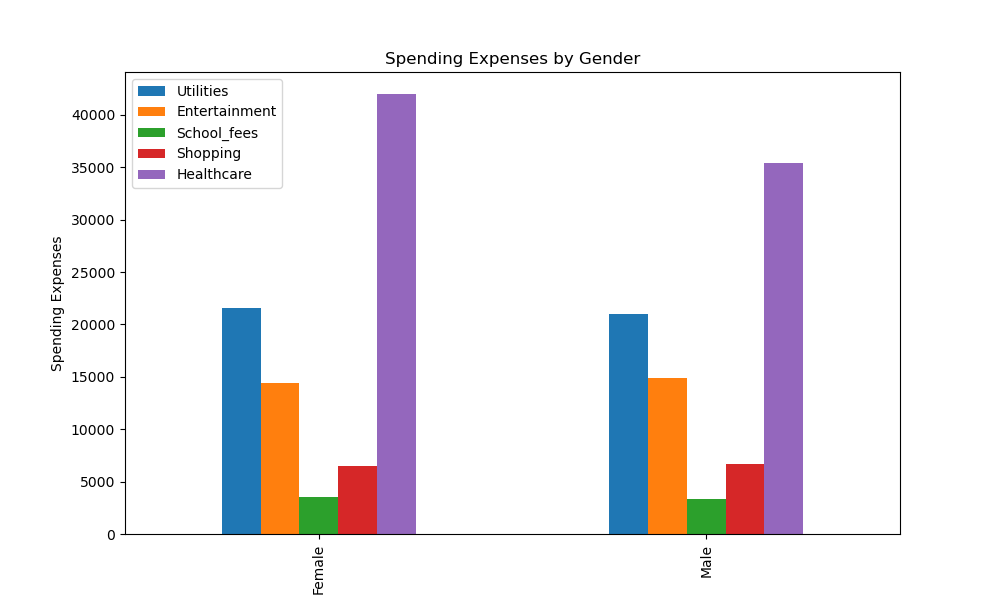 Spending Expenses by Gender
Utilities
Entertainment
School_fees
Shopping
Healthcare
Spending Expenses
40000
35000
30000
25000
20000
15000
10000
5000
0
Female
Male